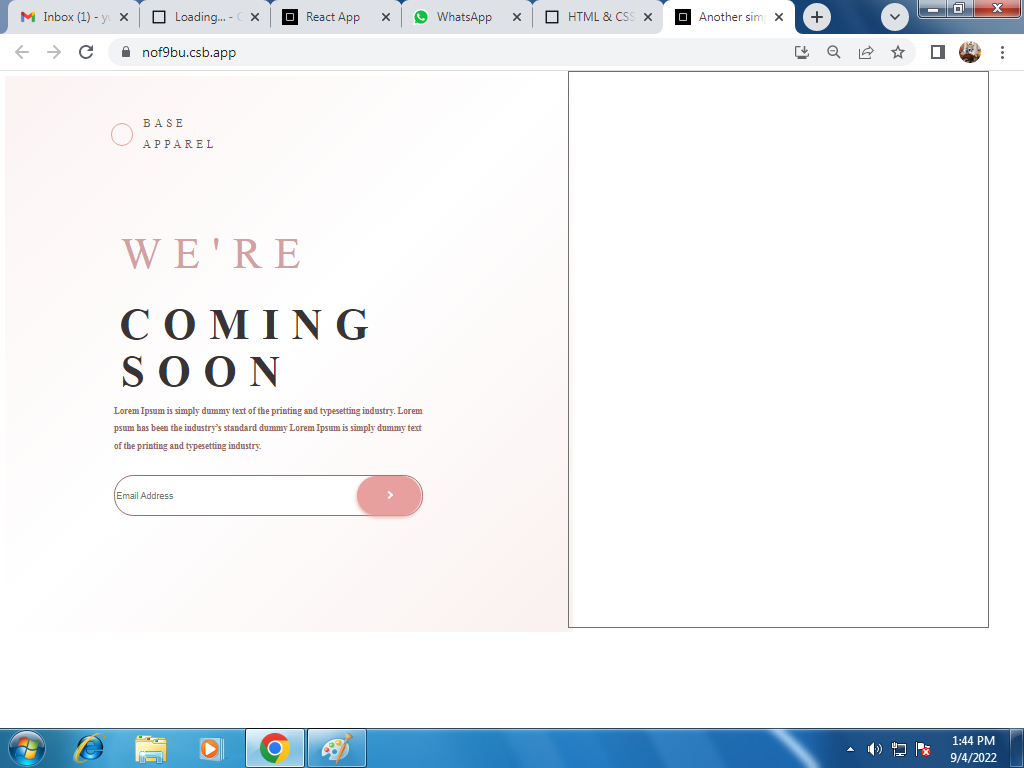 Inbox (1) - yu
Loading... - C
React App
WhatsApp
HTML & CSS
Another sim
nof9bu.csb.app
BASE
APPAREL
WE'RE
COMING
SOON
Lorem Ipsum is simply dummy text of the printing and typesetting industry. Lorem
psum has been the industry's standard dummy Lorem Ipsum is simply dummy text
of the printing and typesetting industry.
Email Address
1:44 PM
9/4/2022